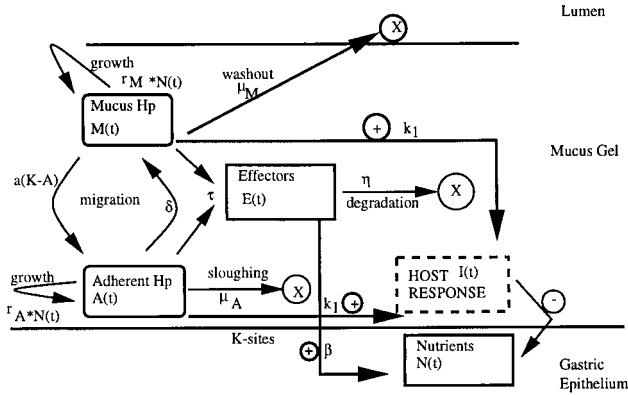 Lumen
X
growth
r M *N(t)
washout
μ M
Mucus Hp
M(t)
+ k1
Mucus Gel
a(K-A)
migration
δ
τ
Effectors
E(t)
η
degradation
X
growth
r A*N(t)
Adherent Hp
A(t)
sloughing
μ A
X
k1 +
HOST I(t)
RESPONSE
-
K-sites
+ β
Nutrients
N(t)
Gastric
Epithelium